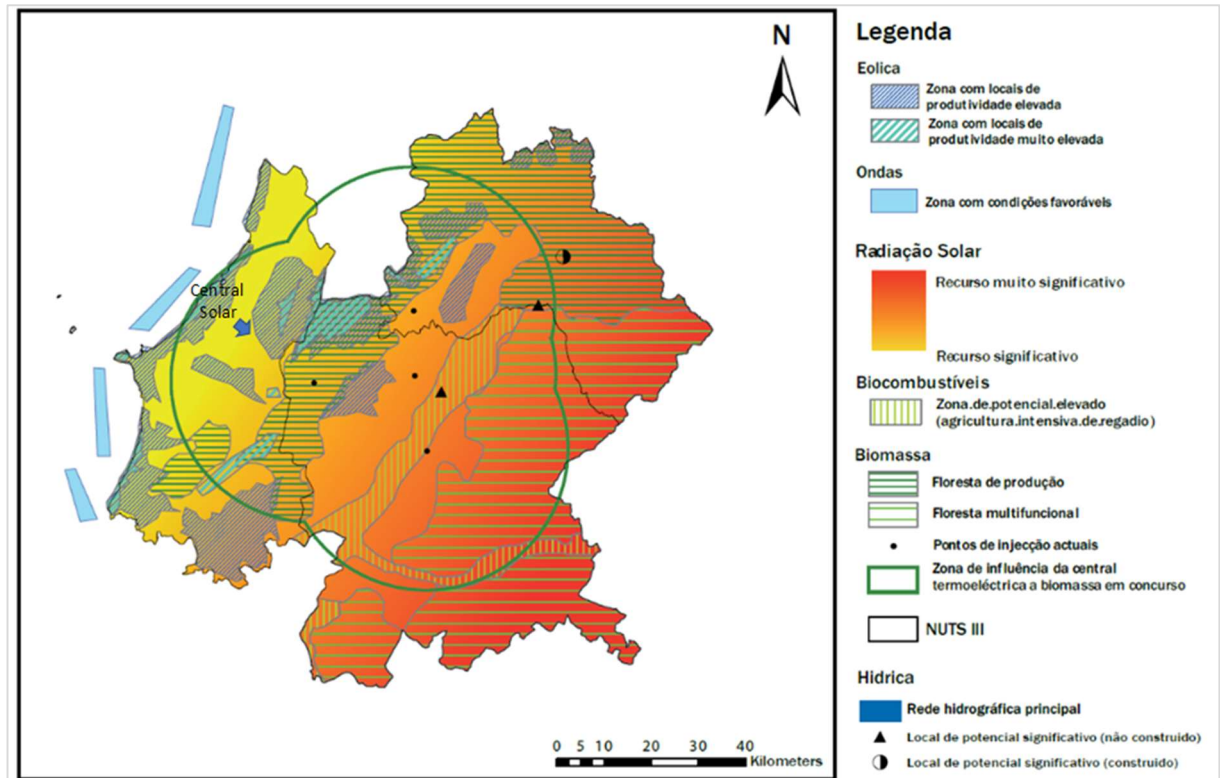 N
Central
Solar
0 5 10 20 30 40
Kilometers
Legenda
Eolica
Zona com locais de
produtividade elevada
Zona com locais de
produtividade muito elevada
Ondas
Zona com condições favoráveis
Radiação Solar
Recurso muito significativo
Recurso significativo
Biocombustíveis
Zona.de.potencial.elevado
(agricultura.intensiva.de.regadio)
Biomassa
Floresta de produção
Floresta multifuncional
Pontos de injecção actuais
Zona de influência da central
termoeléctrica a biomassa em concurso
NUTS III
Hidrica
Rede hidrográfica principal
Local de potencial significativo (não construido)
Local de potencial significativo (construido)